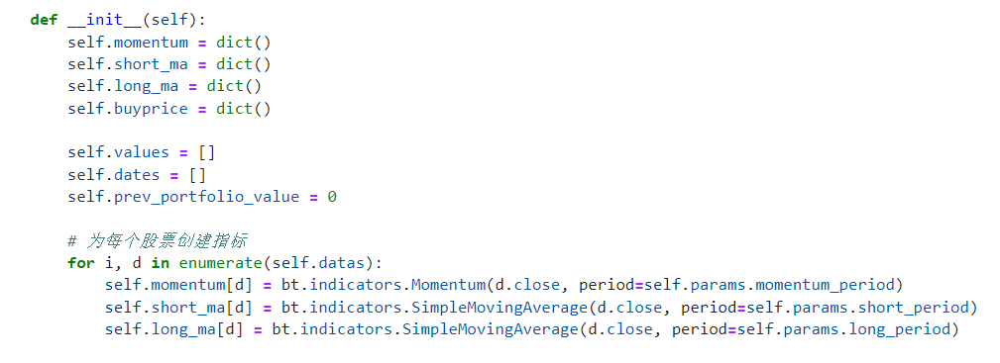 def __init__(self):
    self.momentum = dict()
    self.short_ma = dict()
    self.long_ma = dict()
    self.buyprice = dict()

    self.values = []
    self.dates = []
    self.prev_portfolio_value = 0

    # 为每个股票创建指标
    for i, d in enumerate(self.datas):
        self.momentum[d] = bt.indicators.Momentum(d.close, period=self.params.momentum_period)
        self.short_ma[d] = bt.indicators.SimpleMovingAverage(d.close, period=self.params.short_period)
        self.long_ma[d] = bt.indicators.SimpleMovingAverage(d.close, period=self.params.long_period)